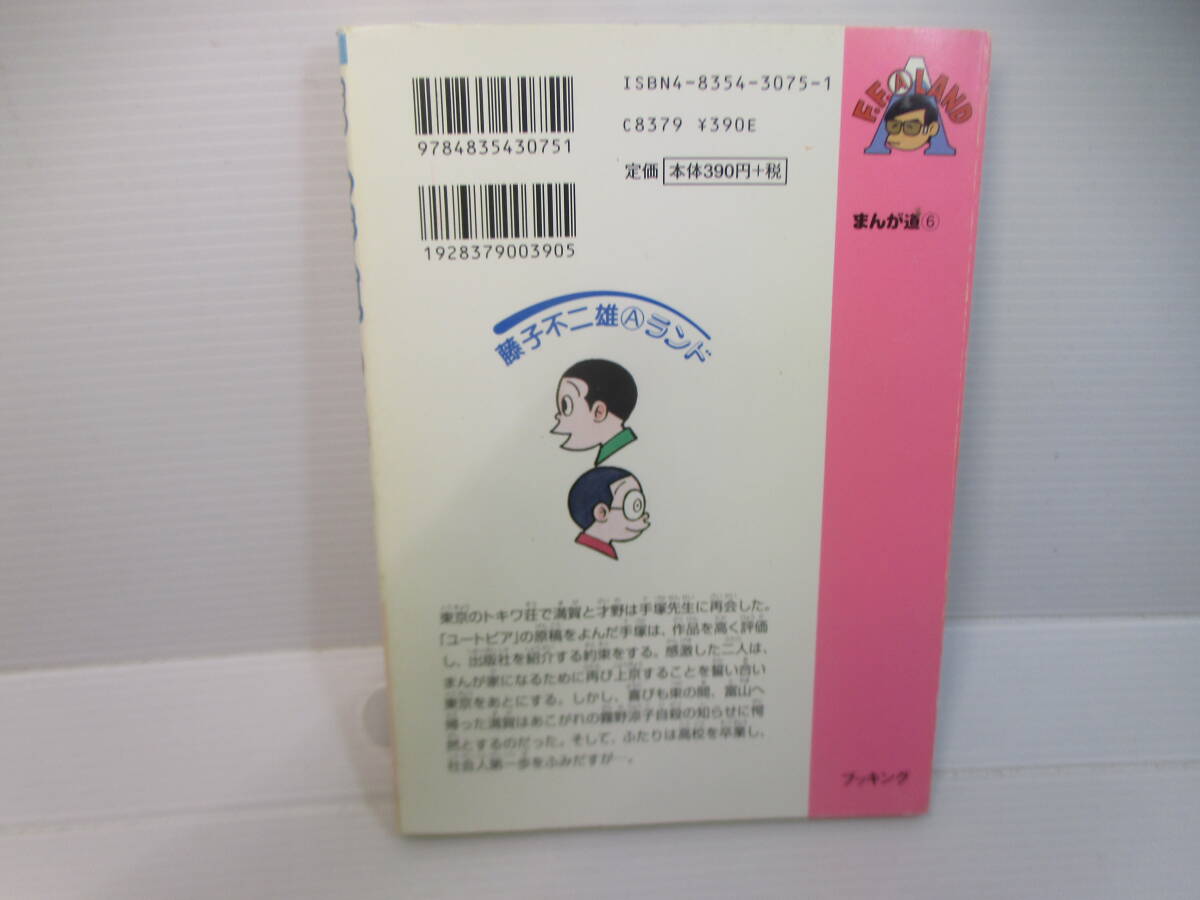 ISBN4-8354-3075-1
9784835430751
C8379 ¥390E
定価 本体390円+税
1928379003905
藤子不二雄Ⓐランド
東京のトキワ荘で満賀と才野は手塚先生に再会した。
「ユートピア」の原稿をよんだ手塚は、作品を高く評価
し、出版社を紹介する約束をする。感激した二人は、
まんが家になるために再び上京することを誓い合い
東京をあとにする。しかし、喜びも束の間、富山へ
帰った満賀はあこがれの霧野涼子自殺の知らせに愕
然とするのだった。そして、ふたりは高校を卒業し、
社会人第一歩をふみだすが…。
F.F.Ⓐ LAND
まんが道⑥
ブッキング